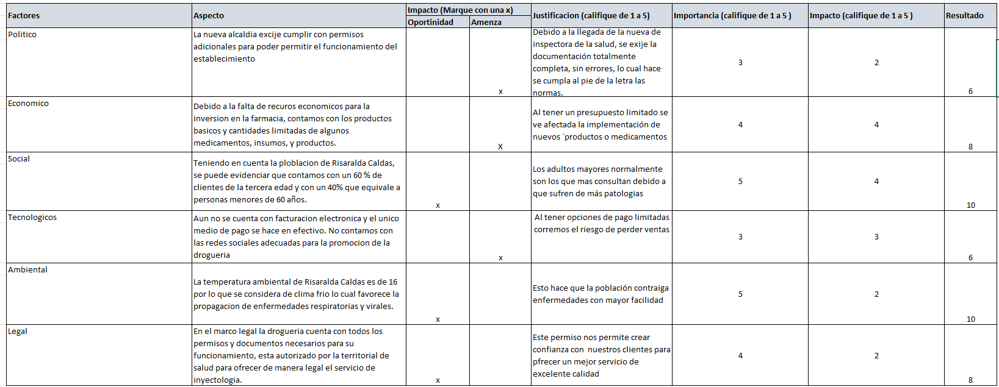 Factores
Aspecto
Impacto (Marque con una x)
Oportinidad
Amenza
Justificacion (califique de 1 a 5)
Importancia (califique de 1 a 5 )
Impacto (califique de 1 a 5 )
Resultado
Politico
La nueva alcaldia excije cumplir con permisos
adicionales para poder permitir el funcionamiento del
establecimiento
x
Debido a la llegada de la nueva de
inspectora de la salud, se exije la
documentación totalmente
completa, sin errores, lo cual hace
se cumpla al pie de la letra las
normas.
3
2
6
Economico
Debido a la falta de recuros economicos para la
inversion en la farmacia, contamos con los productos
basicos y cantidades limitadas de algunos
medicamentos, insumos, y productos.
X
Al tener un presupuesto limitado se
ve afectada la implementación de
nuevos ´productos o medicamentos
4
4
8
Social
Teniendo en cuenta la ploblacion de Risaralda Caldas,
se puede evidenciar que contamos con un 60 % de
clientes de la tercera edad y con un 40% que equivale a
personas menores de 60 años.
x
Los adultos mayores normalmente
son los que mas consultan debido a
que sufren de más patologias
5
4
10
Tecnologicos
Aun no se cuenta con facturacion electronica y el unico
medio de pago se hace en efectivo. No contamos con
las redes sociales adecuadas para la promocion de la
drogueria
x
Al tener opciones de pago limitadas
corremos el riesgo de perder ventas
3
3
6
Ambiental
La temperatura ambiental de Risaralda Caldas es de 16
por lo que se considera de clima frio lo cual favorece la
propagacion de enfermedades respiratorias y virales.
x
Esto hace que la población contraiga
enfermedades con mayor facilidad
5
2
10
Legal
En el marco legal la drogueria cuenta con todos los
permisos y documentos necesarios para su
funcionamiento, esta autorizado por la territorial de
salud para ofrecer de manera legal el servicio de
inyectologia.
x
Este permiso nos permite crear
confianza con nuestros clientes para
pfrecer un mejor servicio de
excelente calidad
4
2
8